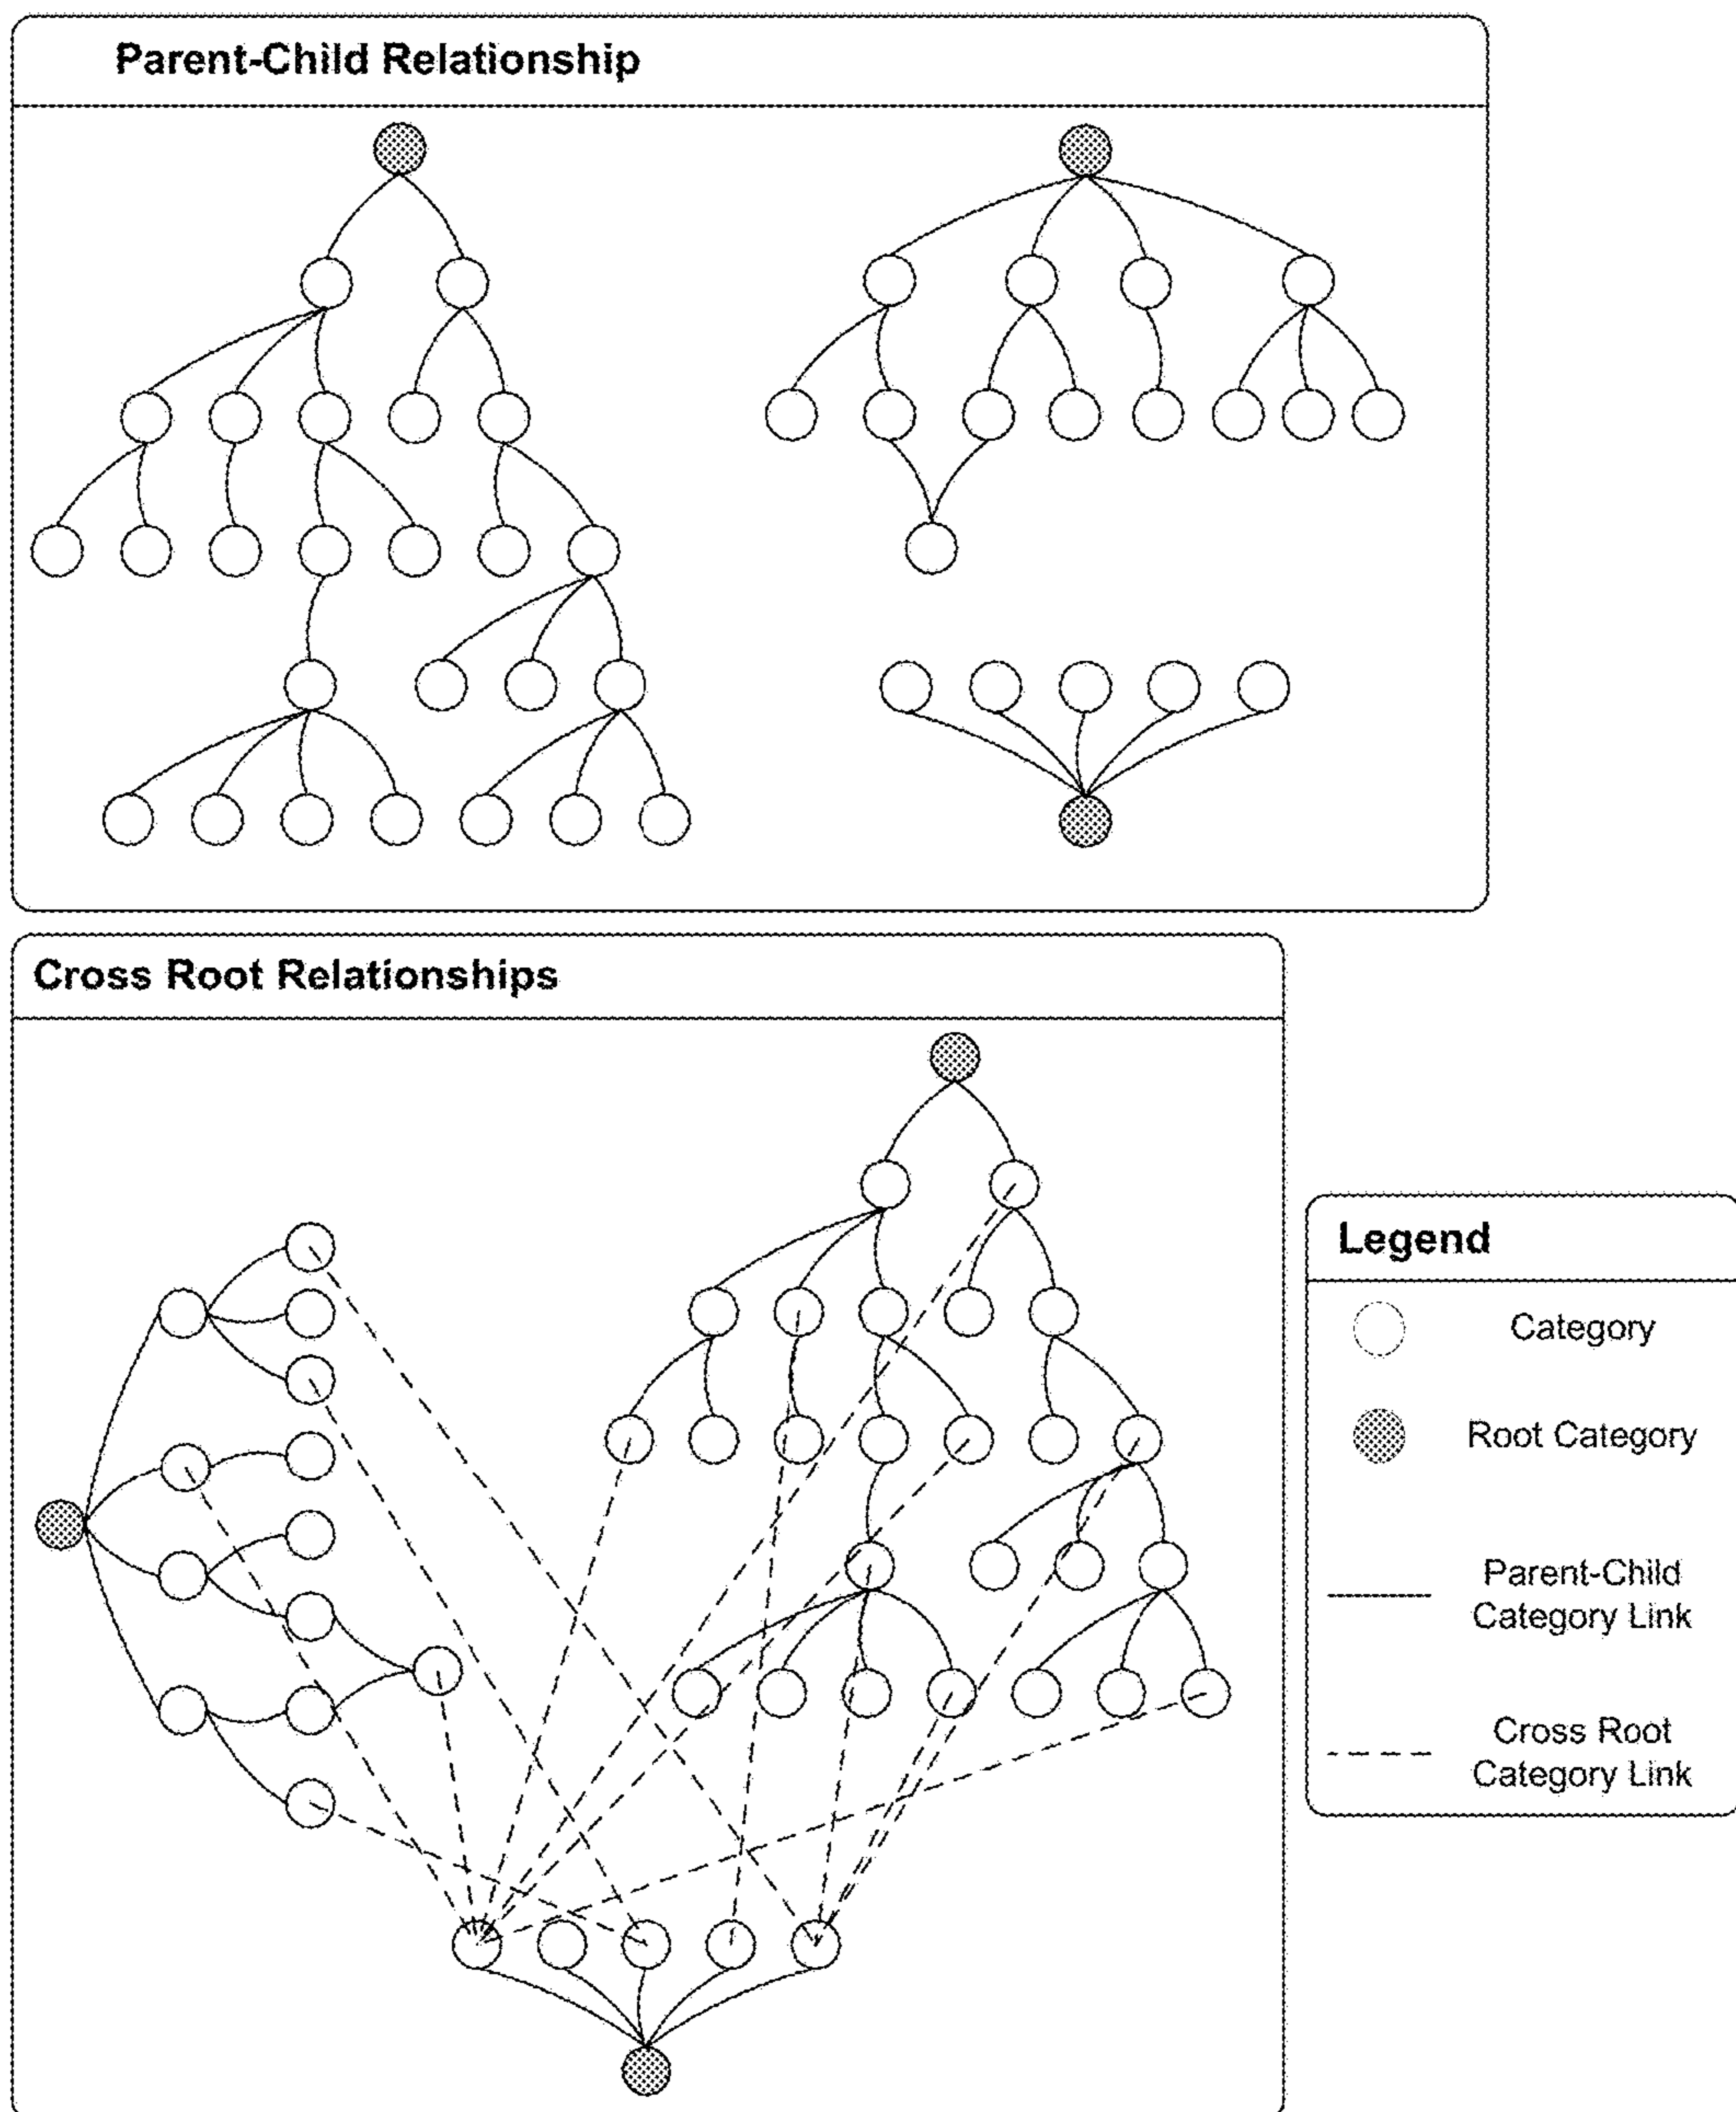 Parent-Child Relationship
Cross Root Relationships
Legend
Category
Root Category
Parent-Child
Category Link
Cross Root
Category Link